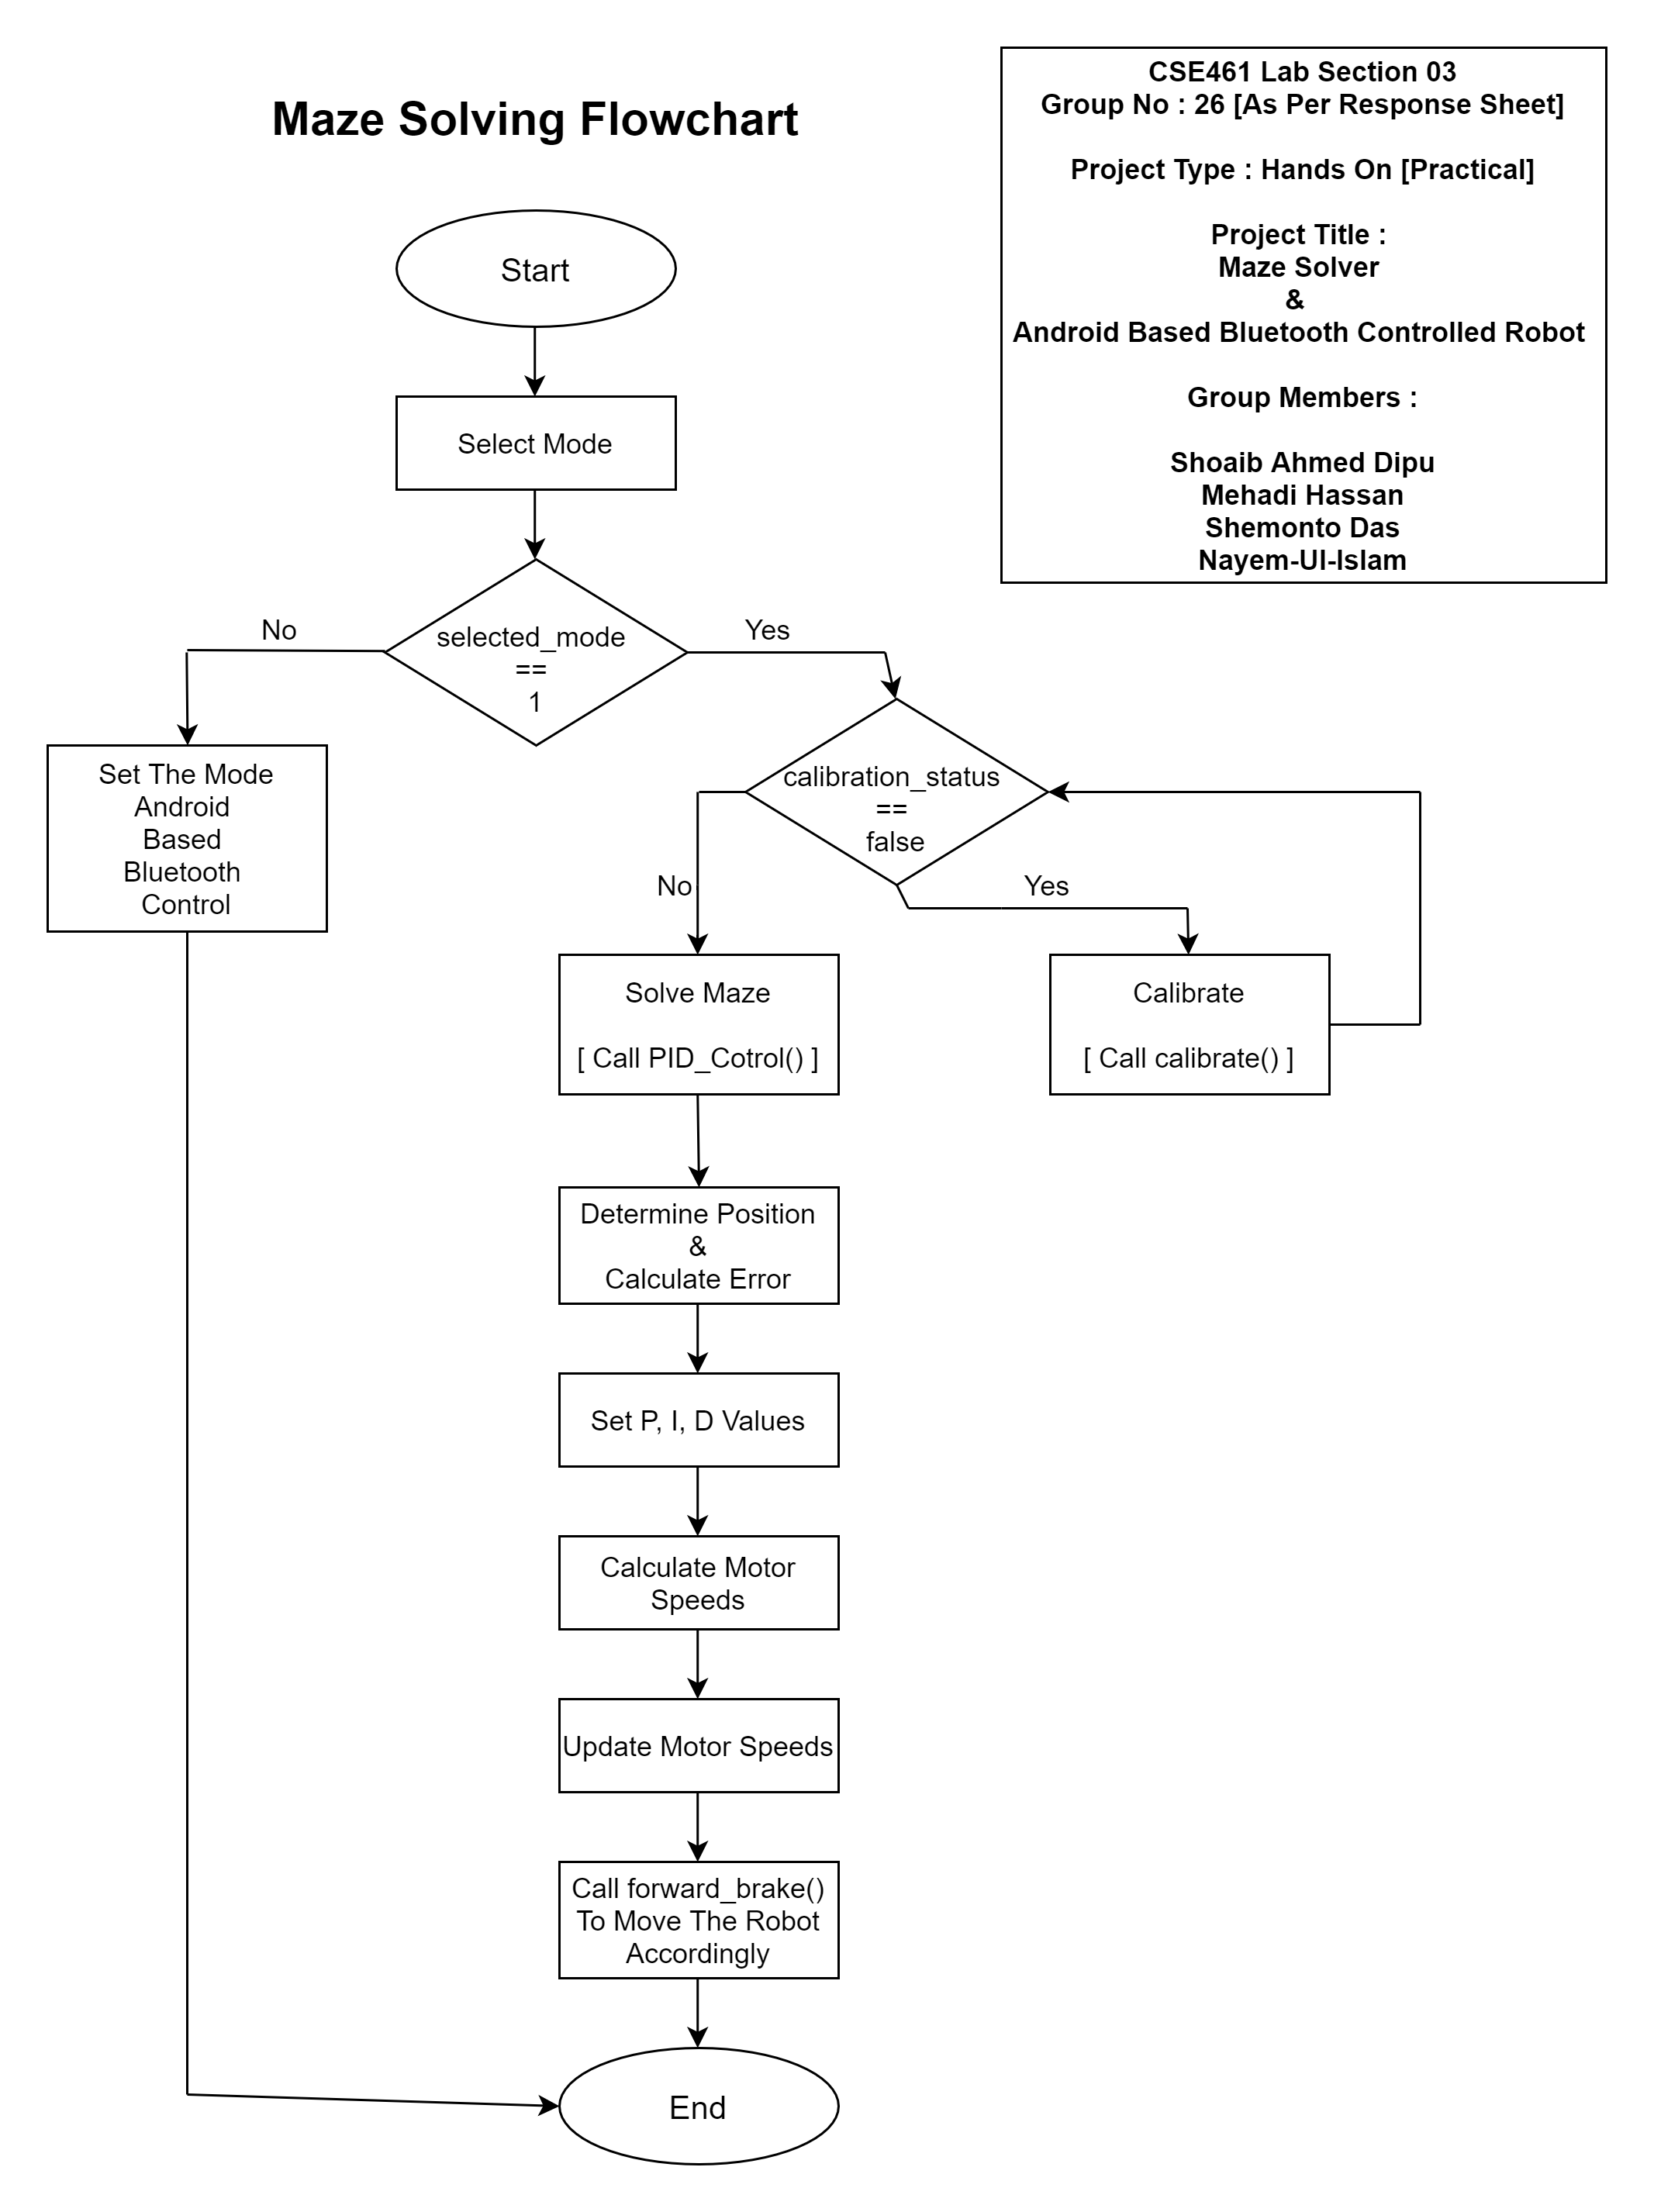 Maze Solving Flowchart
CSE461 Lab Section 03
Group No : 26 [As Per Response Sheet]
Project Type : Hands On [Practical]
Project Title :
Maze Solver
&
Android Based Bluetooth Controlled Robot
Group Members :
Shoaib Ahmed Dipu
Mehadi Hassan
Shemonto Das
Nayem-Ul-Islam
Start
Select Mode
selected_mode
==
1
No
Yes
Set The Mode
Android
Based
Bluetooth
Control
calibration_status
==
false
No
Yes
Solve Maze
[ Call PID_Cotrol() ]
Calibrate
[ Call calibrate() ]
Determine Position
&
Calculate Error
Set P, I, D Values
Calculate Motor
Speeds
Update Motor Speeds
Call forward_brake()
To Move The Robot
Accordingly
End